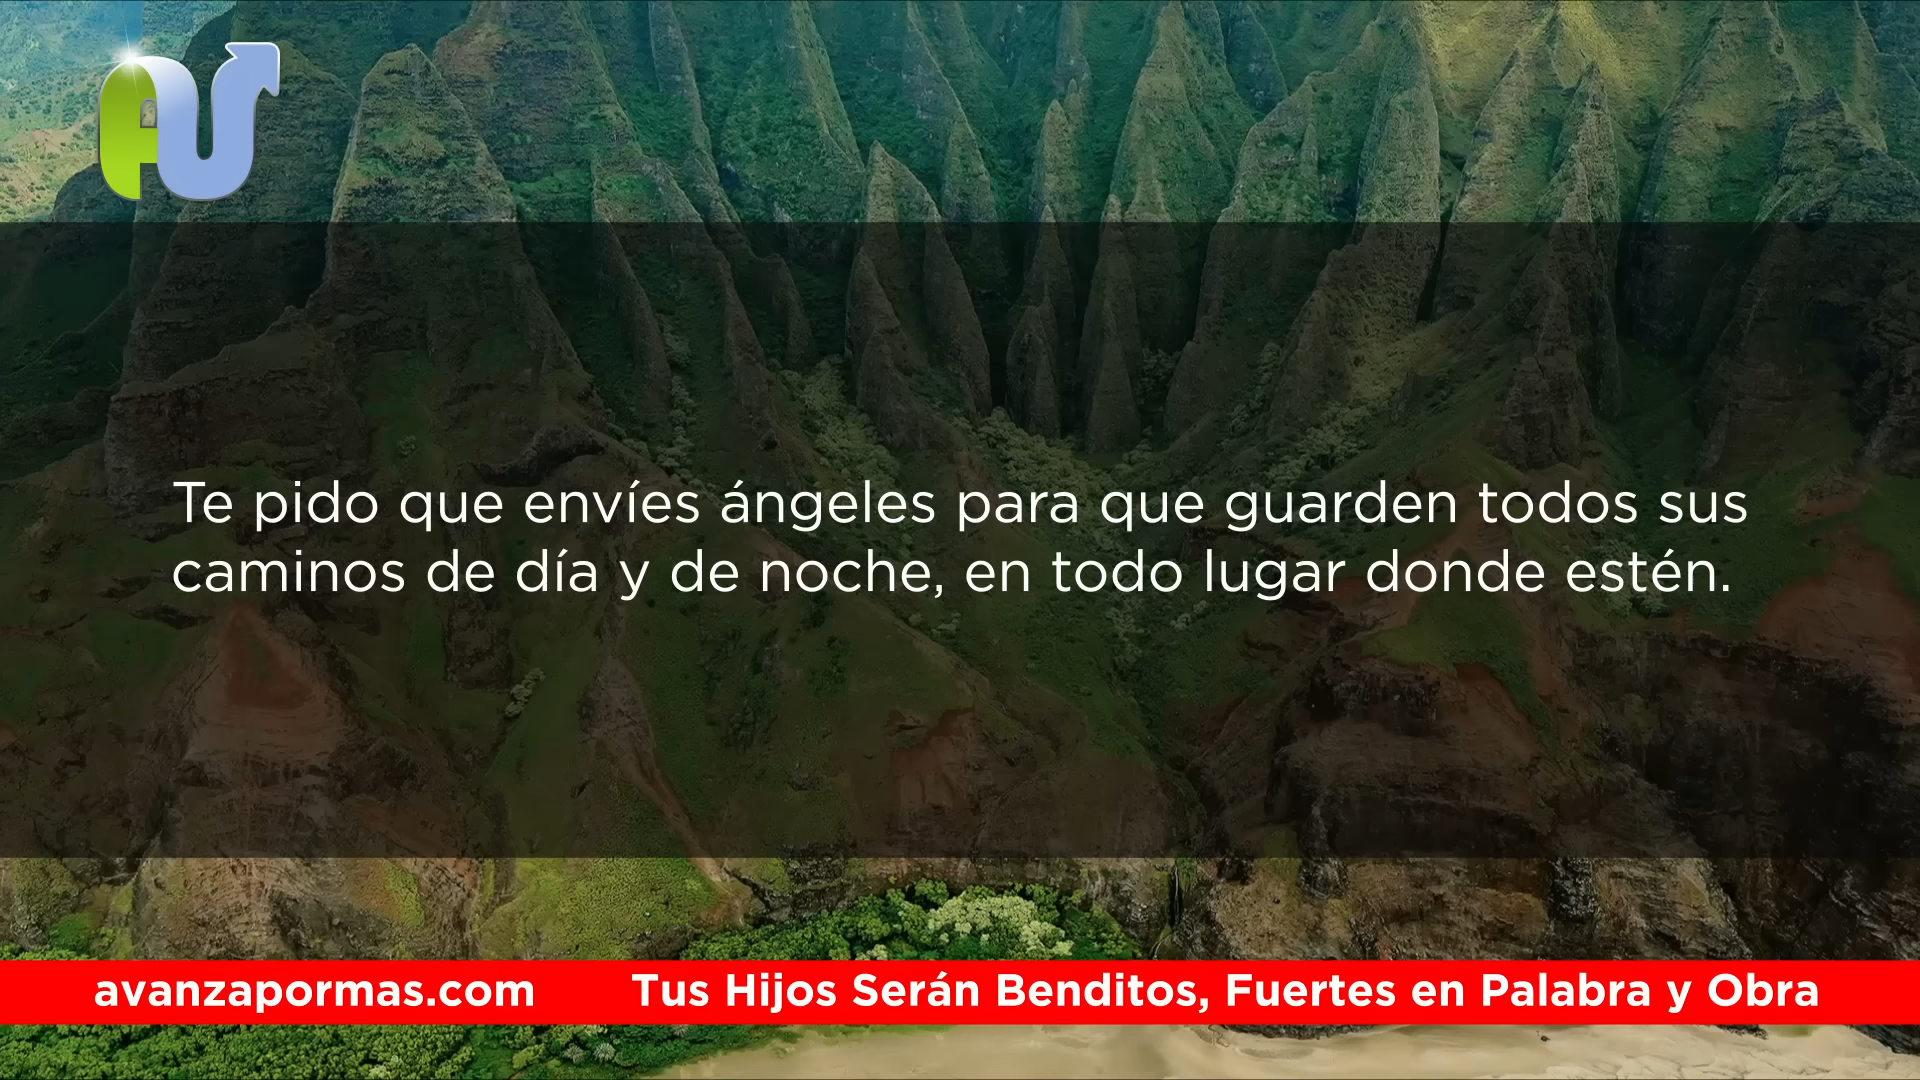 Te pido que envíes ángeles para que guarden todos sus
caminos de día y de noche, en todo lugar donde estén.
avanzapormas.com Tus Hijos Serán Benditos, Fuertes en Palabra y Obra